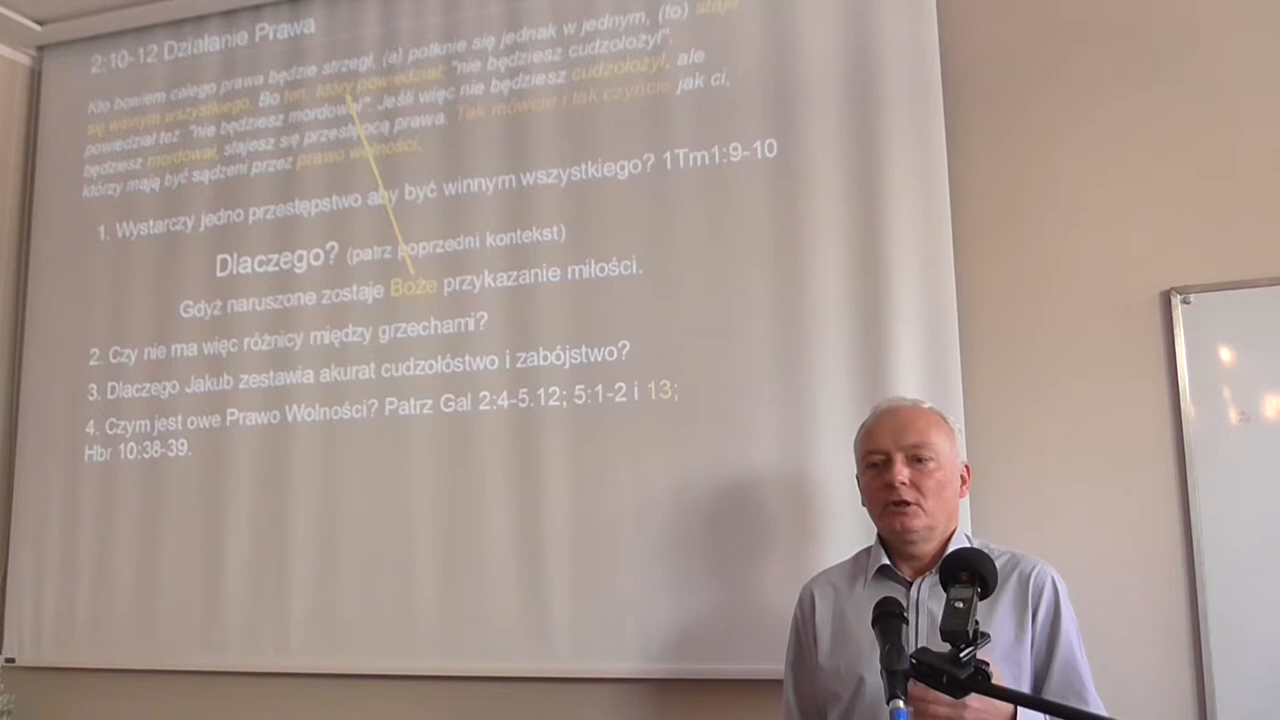 2:10-12 Działanie Prawa
Kto bowiem całego prawa będzie strzegł, (a) potknie się jednak w jednym, (to) staje
się winnym wszystkiego. Bo ten, który powiedział: "nie będziesz cudzołożył",
powiedział też: "nie będziesz mordował". Jeśli więc nie będziesz cudzołożył, ale
będziesz mordował, stajesz się przestępcą prawa. Tak mówcie i tak czyńcie jak ci,
którzy mają być sądzeni przez prawo wolności.
1. Wystarczy jedno przestępstwo aby być winnym wszystkiego? 1Tm1:9-10
Dlaczego? (patrz poprzedni kontekst)
Gdyż naruszone zostaje Boże przykazanie miłości.
2. Czy nie ma więc różnicy między grzechami?
3. Dlaczego Jakub zestawia akurat cudzołóstwo i zabójstwo?
4. Czym jest owe Prawo Wolności? Patrz Gal 2:4-5.12; 5:1-2 i 13;
Hbr 10:38-39.